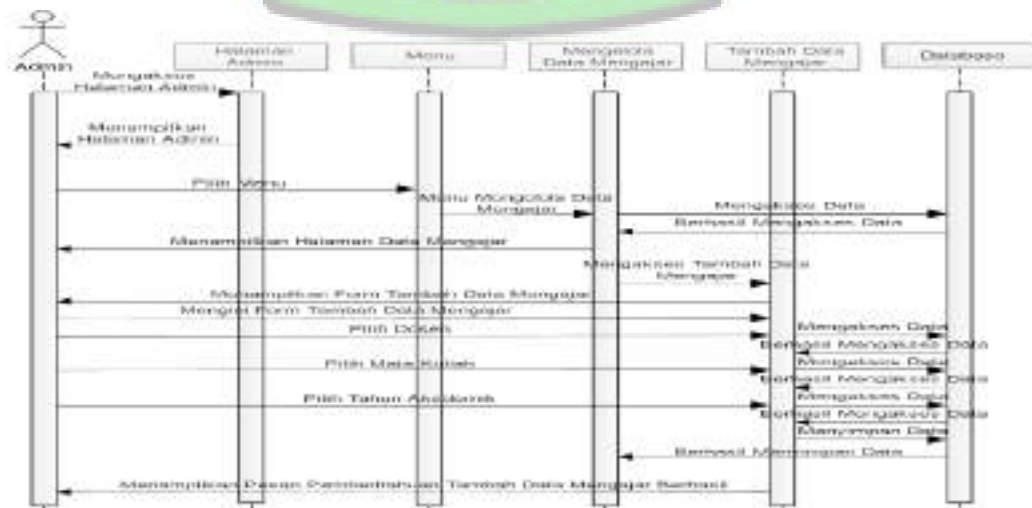 Admin
Halaman
Admin
Menu
Mengelola
Data Mengajar
Tambah Data
Mengajar
Database
Mengakses
Halaman Admin
Menampilkan
Halaman Admin
Pilih Menu
Menu Mengelola Data
Mengajar
Mengakses Data
Berhasil Mengakses Data
Menampilkan Halaman Data Mengajar
Mengakses Tambah Data
Mengajar
Menampilkan Form Tambah Data Mengajar
Mengisi Form Tambah Data Mengajar
Pilih Dosen
Mengakses Data
Berhasil Mengakses Data
Pilih Mata Kuliah
Mengakses Data
Berhasil Mengakses Data
Pilih Tahun Akademik
Mengakses Data
Berhasil Mengakses Data
Menyimpan Data
Berhasil Menyimpan Data
Menampilkan Pesan Pemberitahuan Tambah Data Mengajar Berhasil